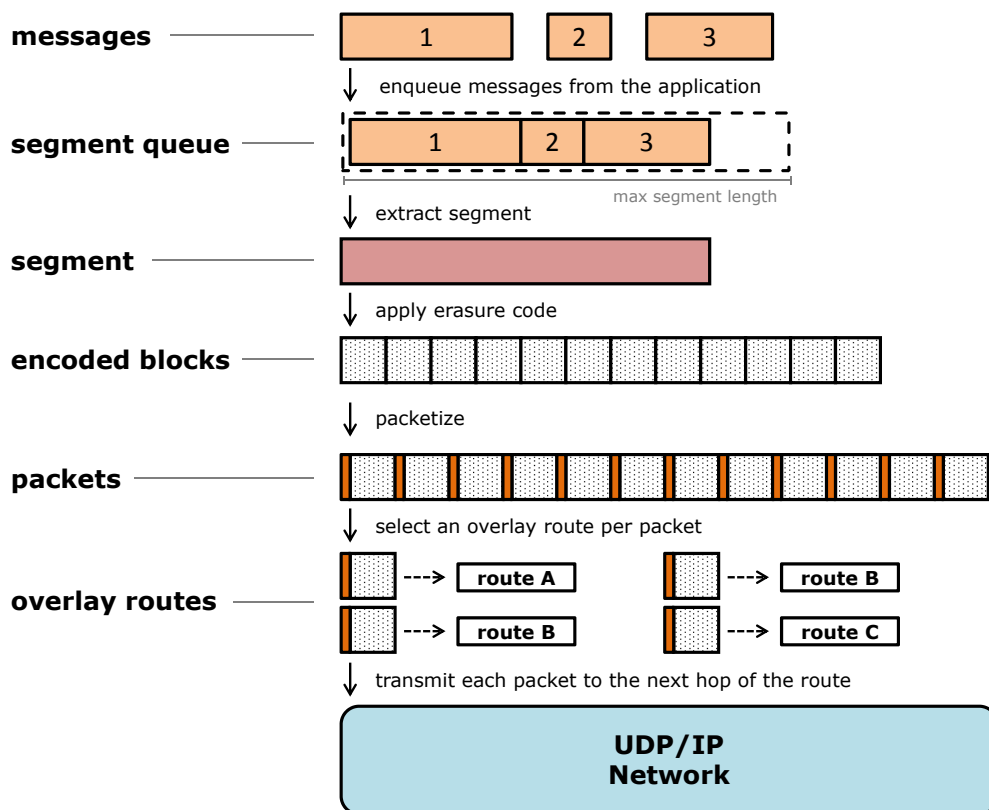 messages
1
2
3
enqueue messages from the application
segment queue
1
2
3
max segment length
extract segment
segment
apply erasure code
encoded blocks
packetize
packets
select an overlay route per packet
overlay routes
route A
route B
route B
route C
transmit each packet to the next hop of the route
UDP/IP
Network